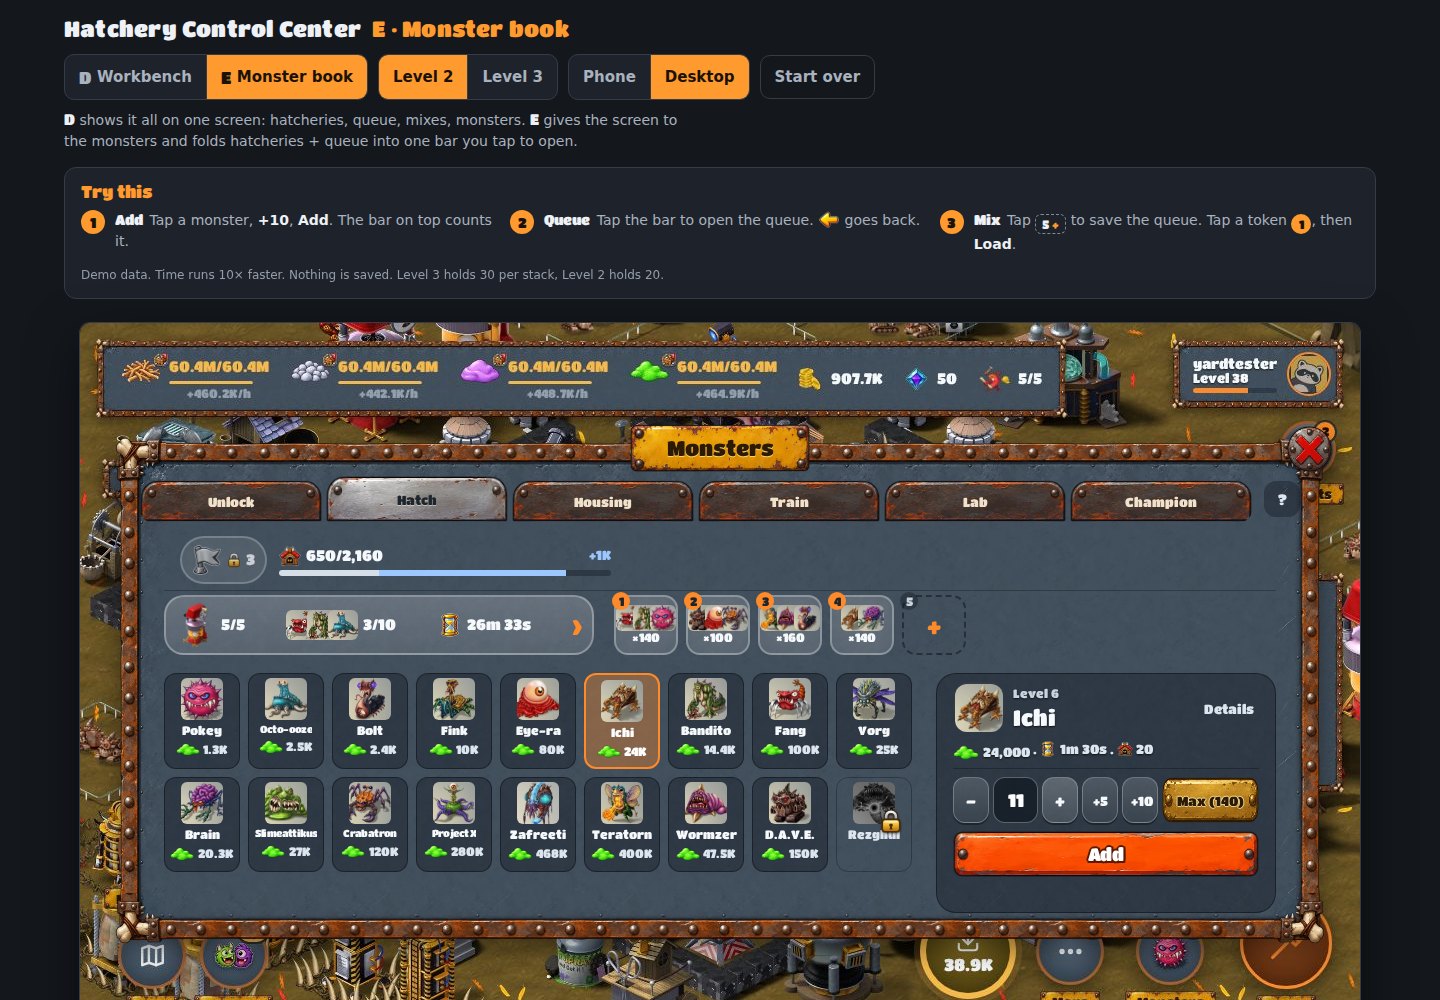 Hatchery Control Center E · Monster book
D Workbench E Monster book Level 2 Level 3 Phone Desktop Start over
D shows it all on one screen: hatcheries, queue, mixes, monsters. E gives the screen to
the monsters and folds hatcheries + queue into one bar you tap to open.
Try this
1 Add Tap a monster, +10, Add. The bar on top counts
it.
2 Queue Tap the bar to open the queue. goes back.
3 Mix Tap 5+ to save the queue. Tap a token 1, then
Load.
Demo data. Time runs 10× faster. Nothing is saved. Level 3 holds 30 per stack, Level 2 holds 20.
60.4M/60.4M 60.4M/60.4M 60.4M/60.4M 60.4M/60.4M 907.7K 50 5/5
+460.2K/h +442.1K/h +448.7K/h +464.9K/h
yardtester
Level 38
Monsters
Unlock Hatch Housing Train Lab Champion ?
3 650/2,160 +1K
5/5 3/10 26m 33s
1 2 3 4 5
×140 ×100 ×160 ×140 +
Pokey Octo-ooze Bolt Fink Eye-ra Ichi Bandito Fang Vorg
1.3K 2.5K 2.4K 10K 80K 24K 14.4K 100K 25K
Brain Slimeattikus Crabatron Project X Zafreeti Teratorn Wormzer D.A.V.E. Rezghul
20.3K 27K 120K 280K 468K 400K 47.5K 150K
Level 6
Ichi Details
24,000 · 1m 30s · 20
- 11 + +5 +10 Max (140)
Add
38.9K